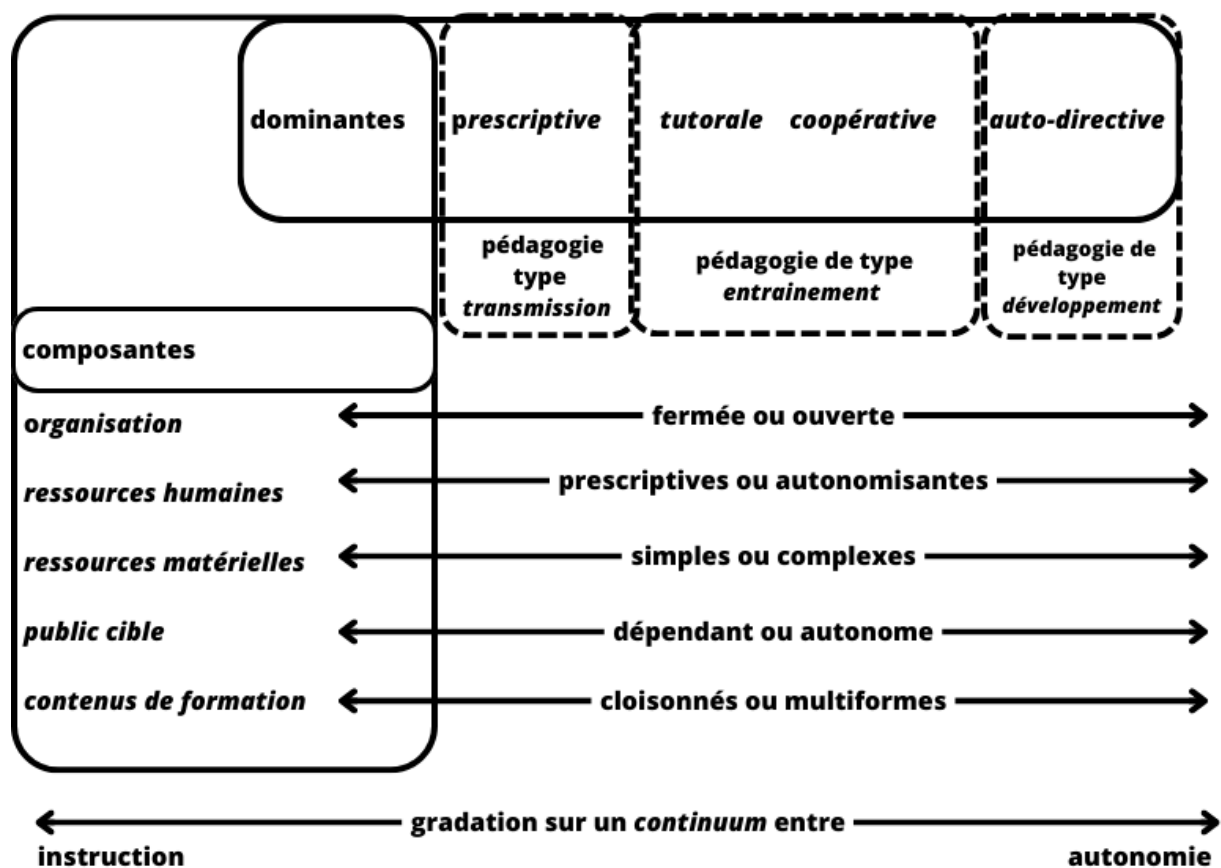 dominantes prescriptive tutorale coopérative auto-directive
pédagogie
type
transmission
pédagogie de type
entrainement
pédagogie de
type
développement
composantes
organisation fermée ou ouverte
ressources humaines prescriptives ou autonomisantes
ressources matérielles simples ou complexes
public cible dépendant ou autonome
contenus de formation cloisonnés ou multiformes
gradation sur un continuum entre
instruction autonomie